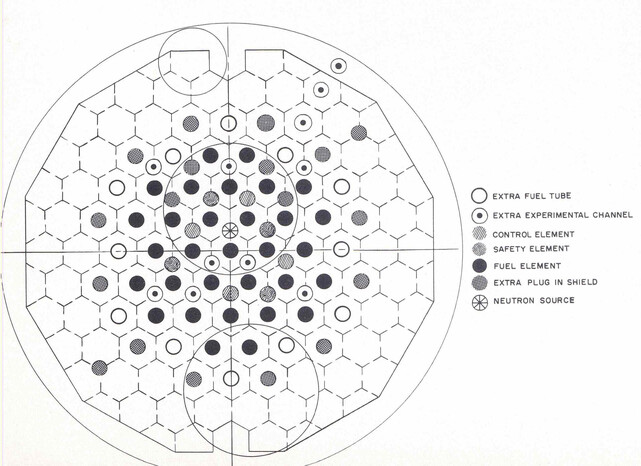 EXTRA FUEL TUBE
EXTRA EXPERIMENTAL CHANNEL
CONTROL ELEMENT
SAFETY ELEMENT
FUEL ELEMENT
EXTRA PLUG IN SHIELD
NEUTRON SOURCE